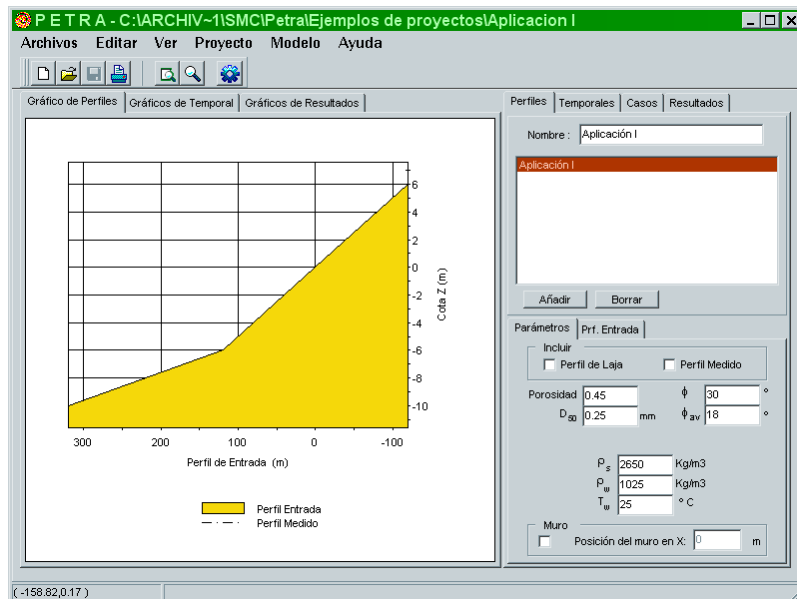 P E T R A - C:\ARCHIV~1\SMC\Petra\Ejemplos de proyectos\Aplicacion I
Archivos Editar Ver Proyecto Modelo Ayuda
Gráfico de Perfiles Gráficos de Temporal Gráficos de Resultados
6
4
2
0
-2
-4
-6
-8
-10
Cota Z (m)
300 200 100 0 -100
Perfil de Entrada (m)
Perfil Entrada
Perfil Medido
Perfiles Temporales Casos Resultados
Nombre : Aplicación I
Aplicación I
Añadir Borrar
Parámetros Prf. Entrada
Incluir
Perfil de Laja Perfil Medido
Porosidad 0.45 ϕ 30 °
D50 0.25 mm ϕav 18 °
ρs 2650 Kg/m3
ρw 1025 Kg/m3
Tw 25 ° C
Muro
Posición del muro en X: 0 m
( -158.82,0.17 )